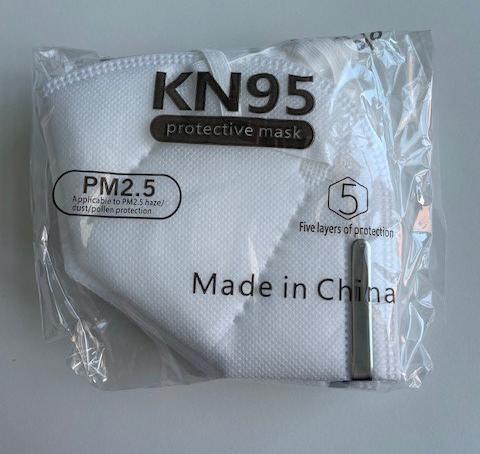 KN95
protective mask
PM2.5
Applicable to PM2.5 haze/
dust/pollen protection
5
Five layers of protection
Made in China